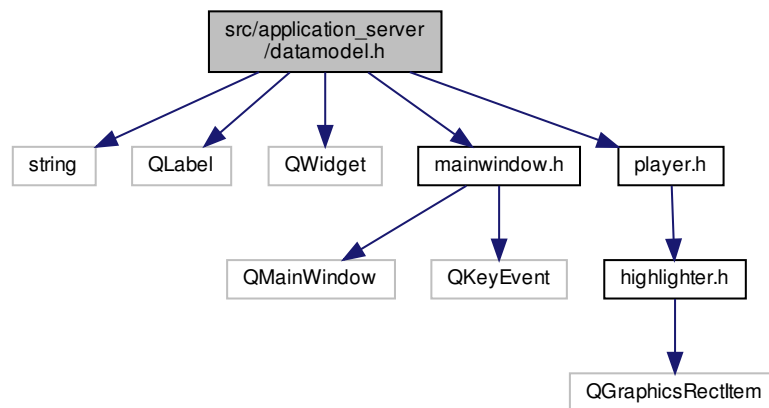 src/application_server
/datamodel.h
string
QLabel
QWidget
mainwindow.h
player.h
QMainWindow
QKeyEvent
highlighter.h
QGraphicsRectItem